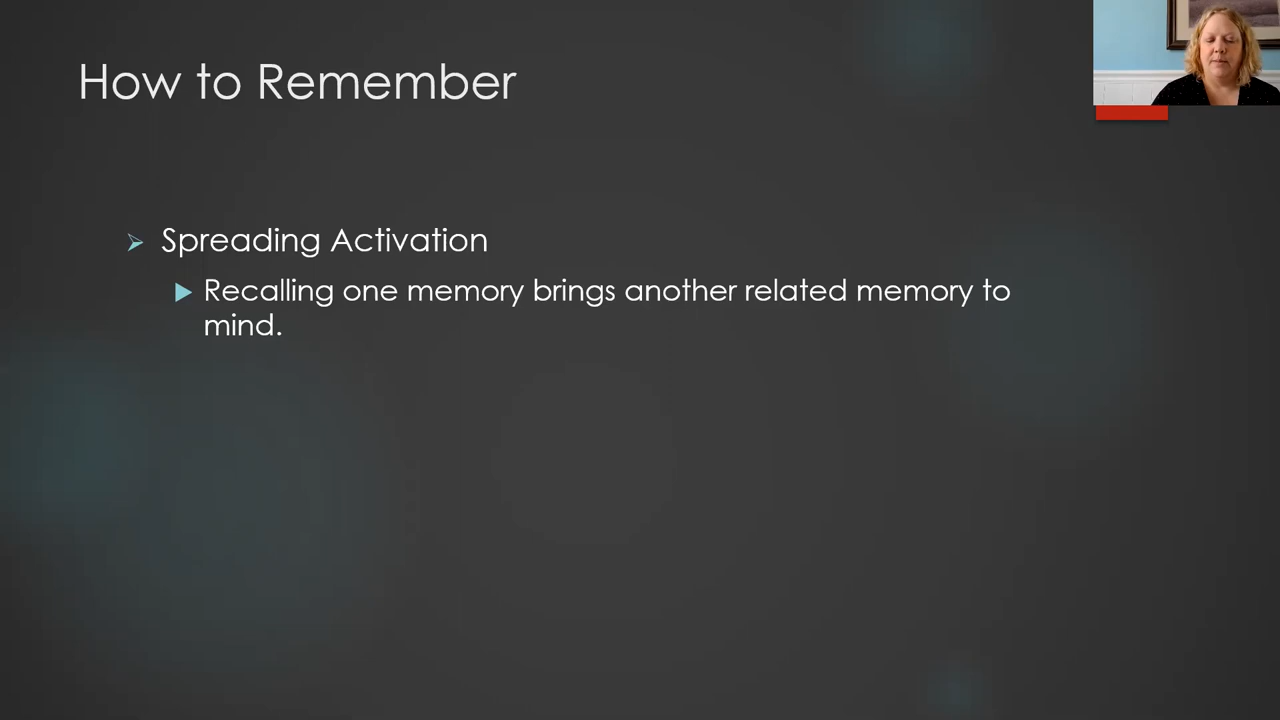 How to Remember
Spreading Activation
Recalling one memory brings another related memory to
mind.